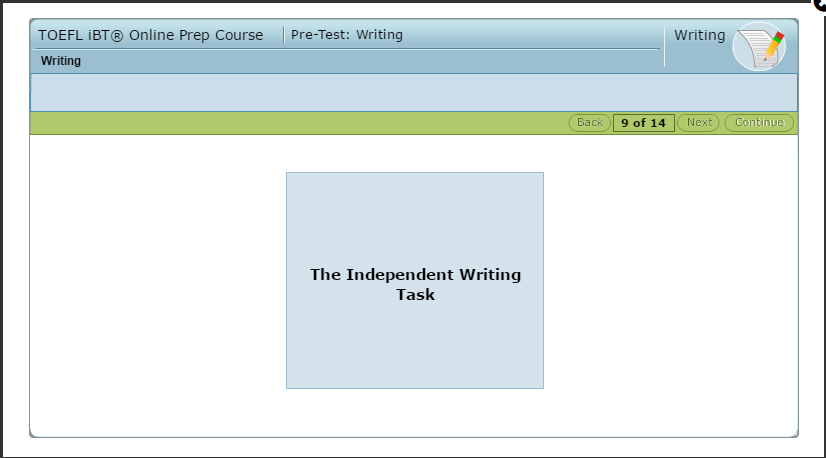 TOEFL iBT® Online Prep Course
Pre-Test: Writing
Writing
Writing
Back
9 of 14
Next
Continue
The Independent Writing
Task